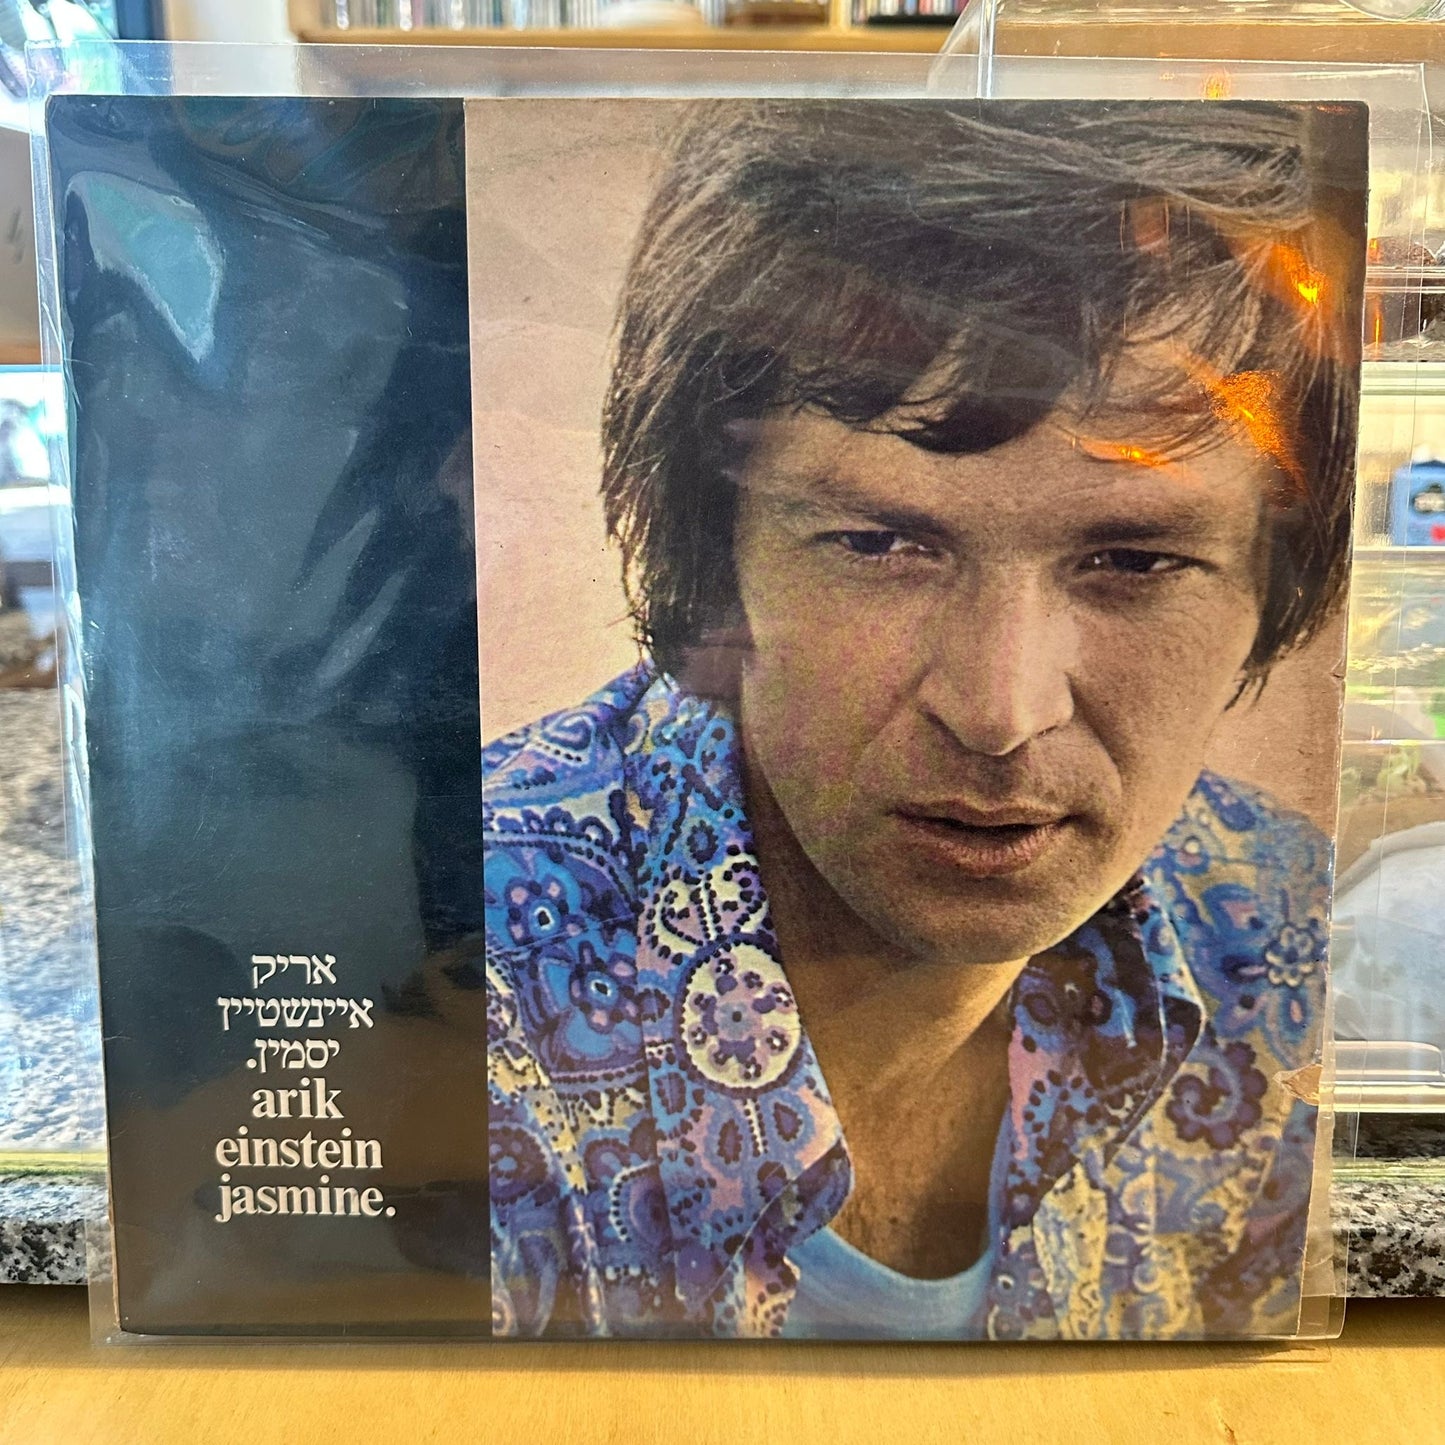 אריק
איינשטיין
יסמין.
arik
einstein
jasmine.